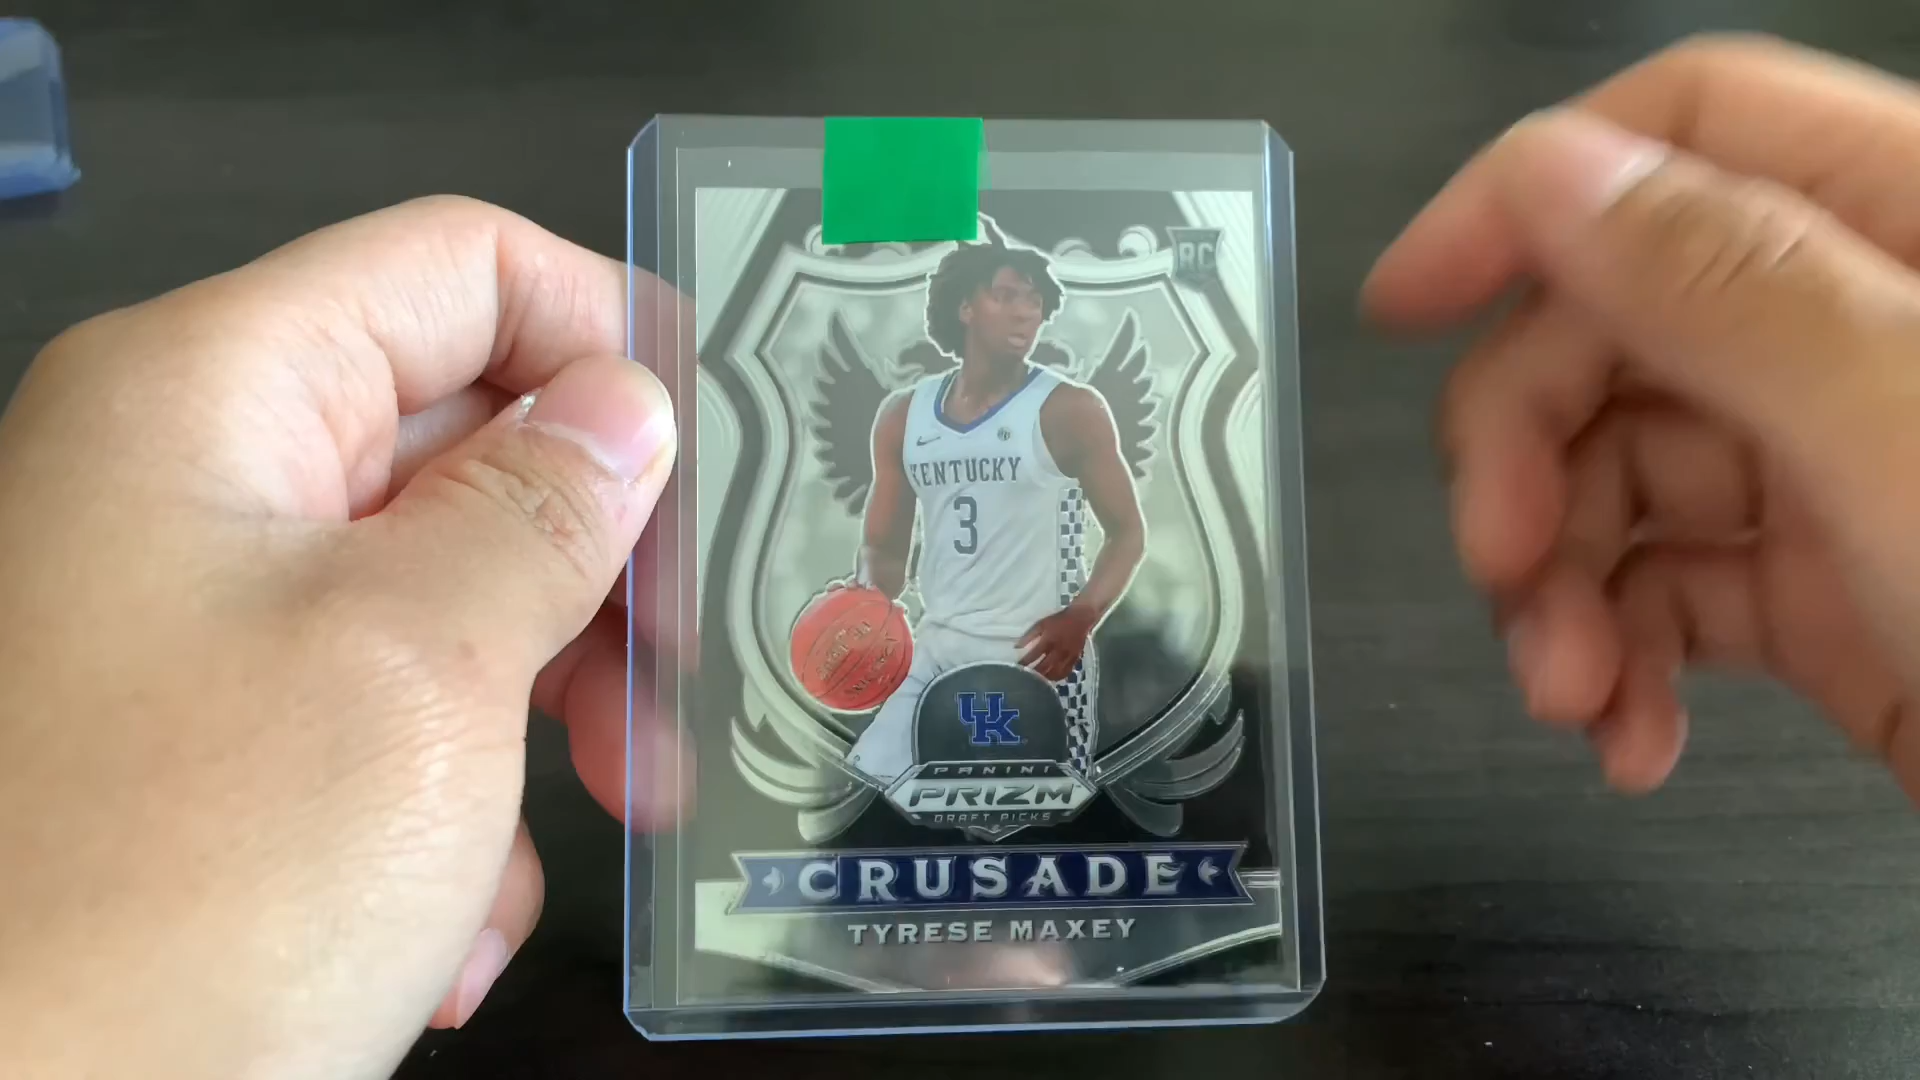 RC
KENTUCKY
3
UK
PANINI
PRIZM
DRAFT PICKS
CRUSADE
TYRESE MAXEY